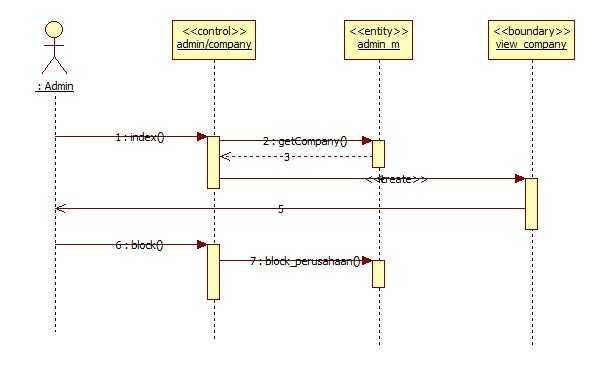 <<control>>
admin/company
<<entity>>
admin_m
<<boundary>>
view_company
: Admin
1 : index()
2 : getCompany()
3
<<create>>
5
6 : block()
7 : block_perusahaan()